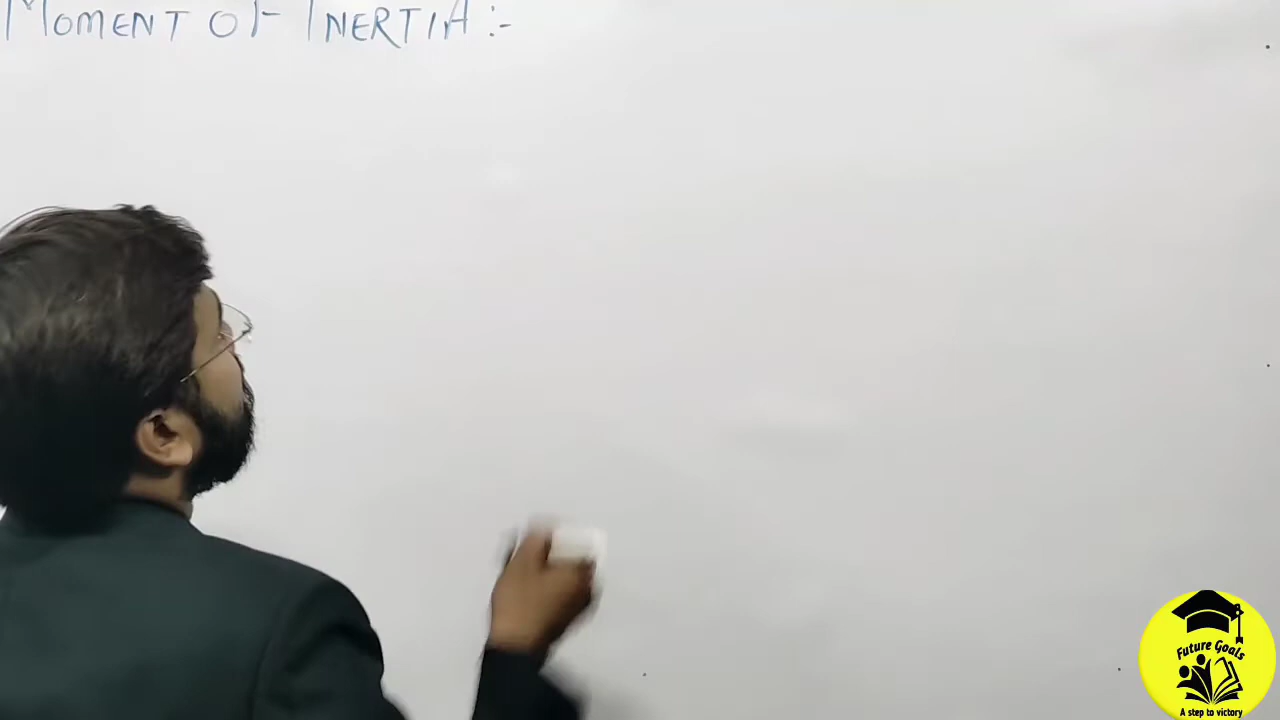 MOMENT OF INERTIA :-
Future Goals
A step to victory